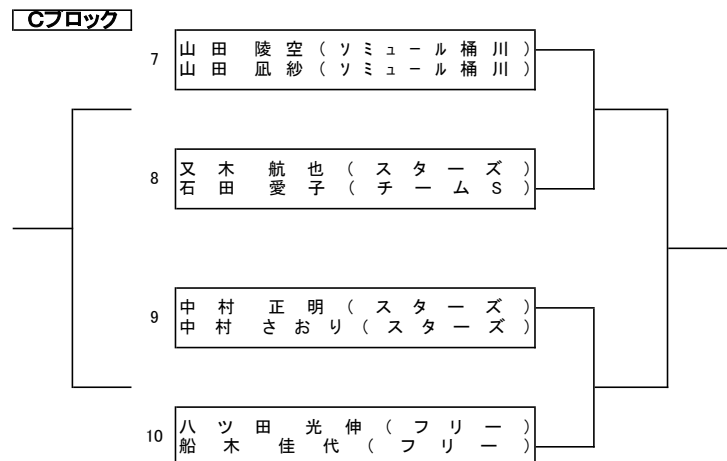 Cブロック
7
山田 陵空(ソミュール桶川)
山田 凪紗(ソミュール桶川)
8
又木 航也(スターズ)
石田 愛子(チームS)
9
中村 正明(スターズ)
中村 さおり(スターズ)
10
八ツ田 光伸(フリー)
船木 佳代(フリー)